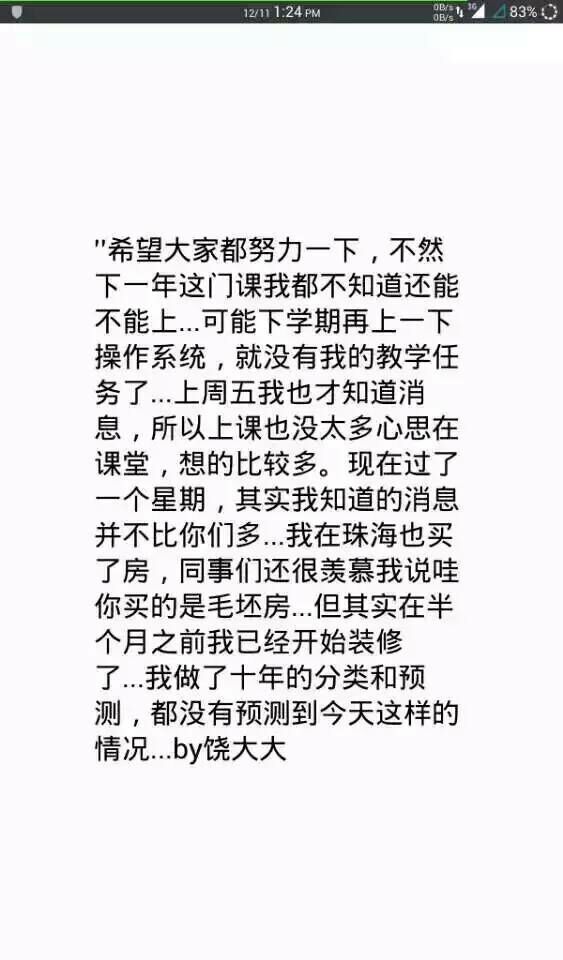 12/11 1:24 PM
0B/s
0B/s
3G
83%
"希望大家都努力一下，不然
下一年这门课我都不知道还能
不能上...可能下学期再上一下
操作系统，就没有我的教学任
务了...上周五我也才知道消
息，所以上课也没太多心思在
课堂，想的比较多。现在过了
一个星期，其实我知道的消息
并不比你们多...我在珠海也买
了房，同事们还很羡慕我说哇
你买的是毛坯房...但其实在半
个月之前我已经开始装修
了...我做了十年的分类和预
测，都没有预测到今天这样的
情况...by饶大大